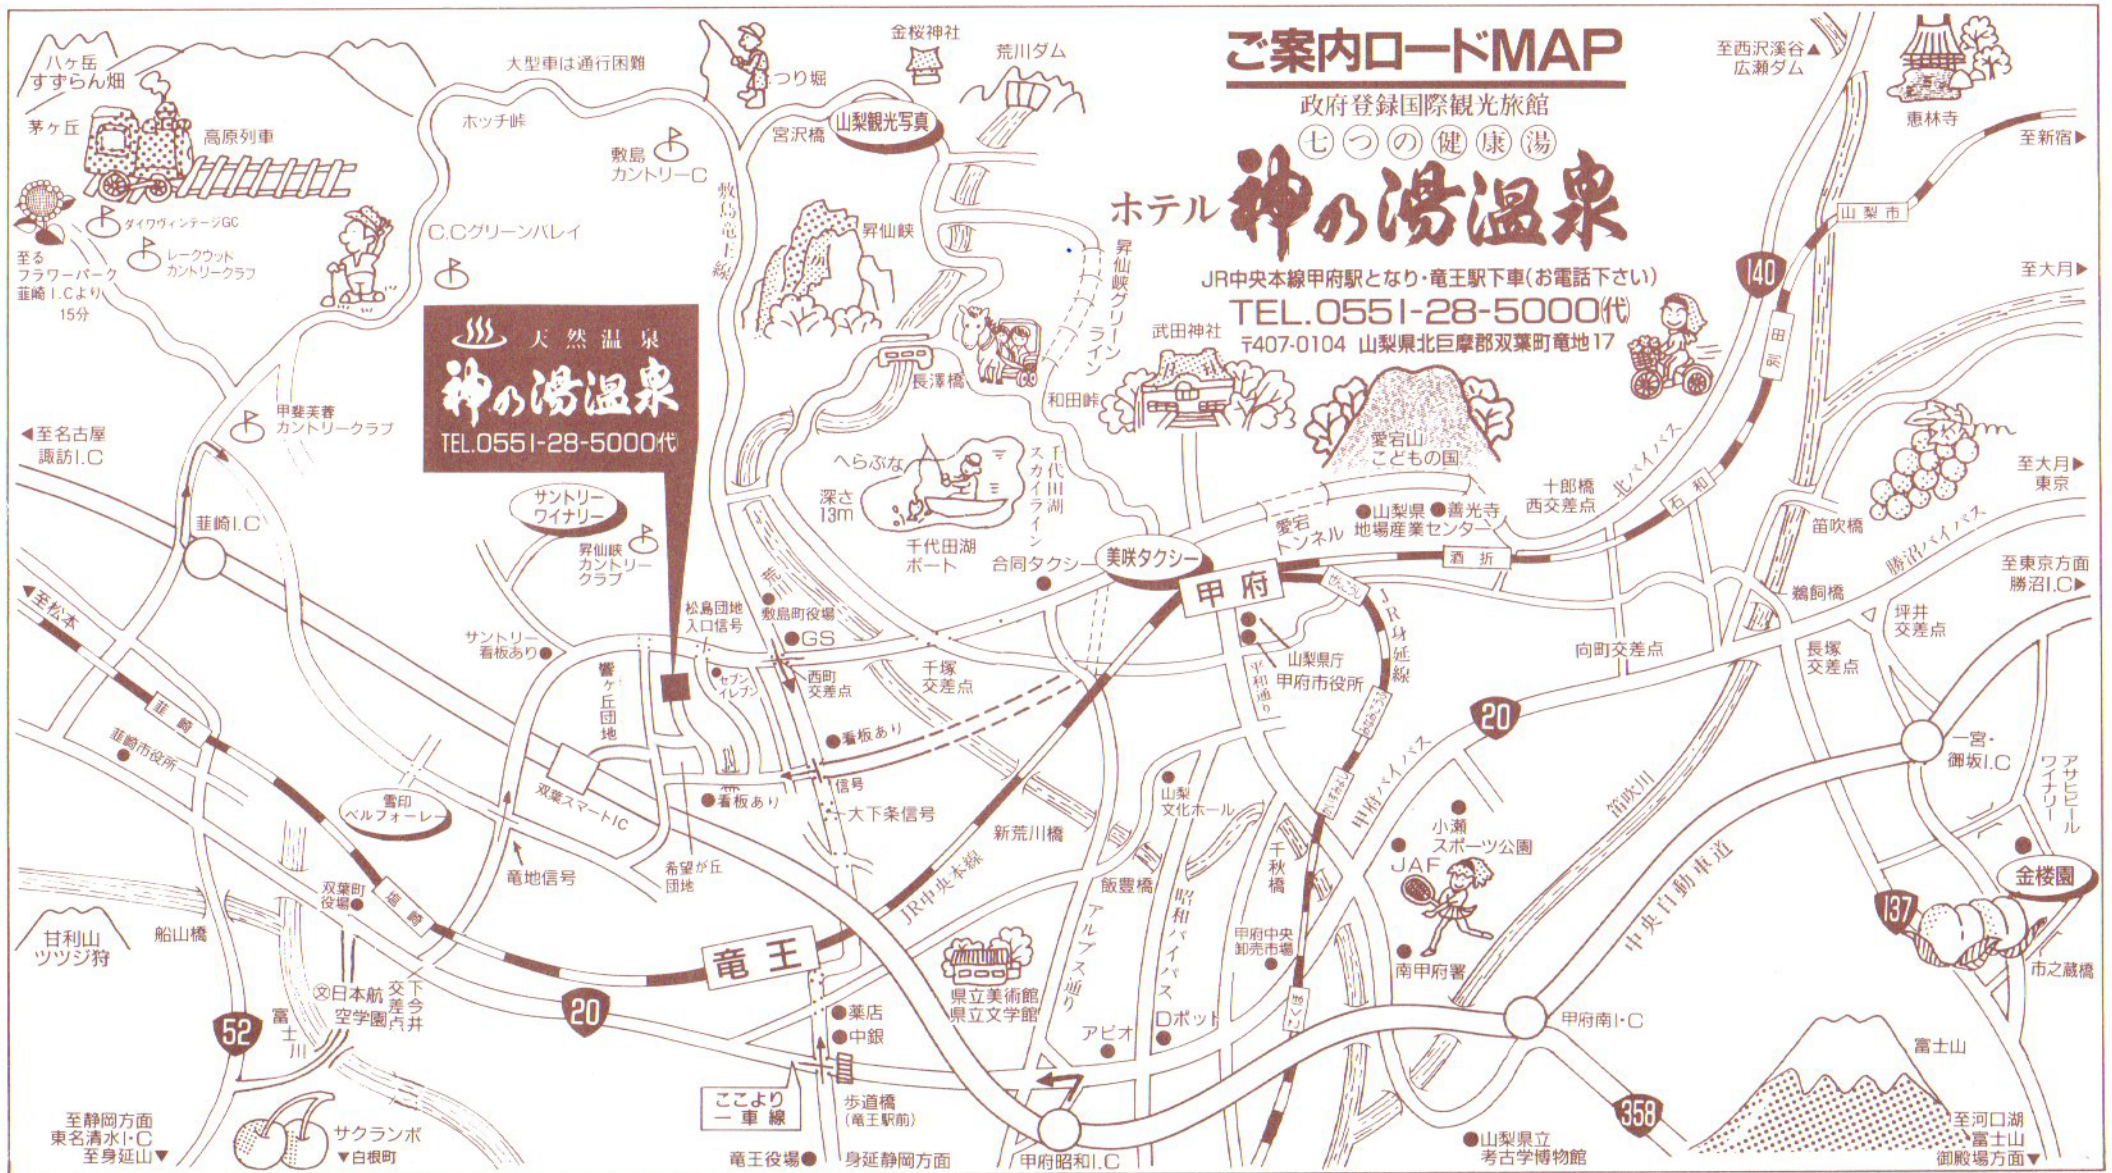 ご案内ロードMAP
政府登録国際観光旅館
七つの健康湯
ホテル 神の湯温泉
JR中央本線甲府駅となり・竜王駅下車(お電話下さい)
TEL.0551-28-5000(代)
〒407-0104 山梨県北巨摩郡双葉町竜地17
八ヶ岳
すずらん畑
茅ヶ丘
高原列車
ダイワヴィンテージGC
レークウッド
カントリークラブ
至る
フラワーパーク
韮崎I.Cより
15分
大型車は通行困難
ホッチ峠
C.Cグリーンバレイ
敷島
カントリーC
つり堀
宮沢橋
金桜神社
荒川ダム
山梨観光写真
敷島竜王線
昇仙峡
昇仙峡グリーンライン
長澤橋
和田峠
武田神社
至西沢渓谷▲
広瀬ダム
恵林寺
至新宿▶
山梨市
至大月▶
140
別田
天然温泉
神の湯温泉
TEL.0551-28-5000(代)
甲斐芙蓉
カントリークラブ
◀至名古屋
諏訪I.C
韮崎I.C
サントリー
ワイナリー
昇仙峡
カントリー
クラブ
へらぶな
深さ
13m
千代田湖
ボート
千代田湖
スカイライン
合同タクシー
美咲タクシー
愛宕山
こどもの国
愛宕
トンネル
●山梨県
地場産業センター
●善光寺
十郎橋
西交差点
北バイパス
石和
酒折
笛吹橋
至大月▶
東京
勝沼バイパス
至東京方面
勝沼I.C▶
鵜飼橋
坪井
交差点
長塚
交差点
向町交差点
◀至松本
サントリー
看板あり●
松島団地
入口信号
荒
敷島町役場
●GS
西町
交差点
千塚
交差点
セブン
イレブン
響ヶ丘団地
甲府
ぜんこうじ
JR身延線
山梨県庁
甲府市役所
平和通り
韮崎
韮崎市役所
●看板あり
信号
●看板あり
大下条信号
双葉スマートIC
雪印
ベルフォーレ
竜地信号
希望が丘
団地
新荒川橋
JR中央本線
山梨
文化ホール
飯豊橋
千秋橋
昭和バイパス
アルプス通り
甲府バイパス
20
小瀬
スポーツ公園
JAF
笛吹川
中央自動車道
一宮・
御坂I.C
アサヒビール
ワイナリー
金桜園
137
市之蔵橋
甘利山
ツツジ狩
船山橋
双葉町
役場●
塩崎
竜王
県立美術館
県立文学館
甲府中央
卸売市場
南甲府署
文日本航
空学園
下今井
交差点
富士川
52
20
●薬店
●中銀
アピオ
Dポット
こくぼ
甲府南I・C
富士山
ここより
一車線
歩道橋
(竜王駅前)
至静岡方面
東名清水I・C
至身延山▼
サクランボ
▼白根町
竜王役場●
身延静岡方面
甲府昭和I.C
●山梨県立
考古学博物館
358
至河口湖
富士山
御殿場方面▼